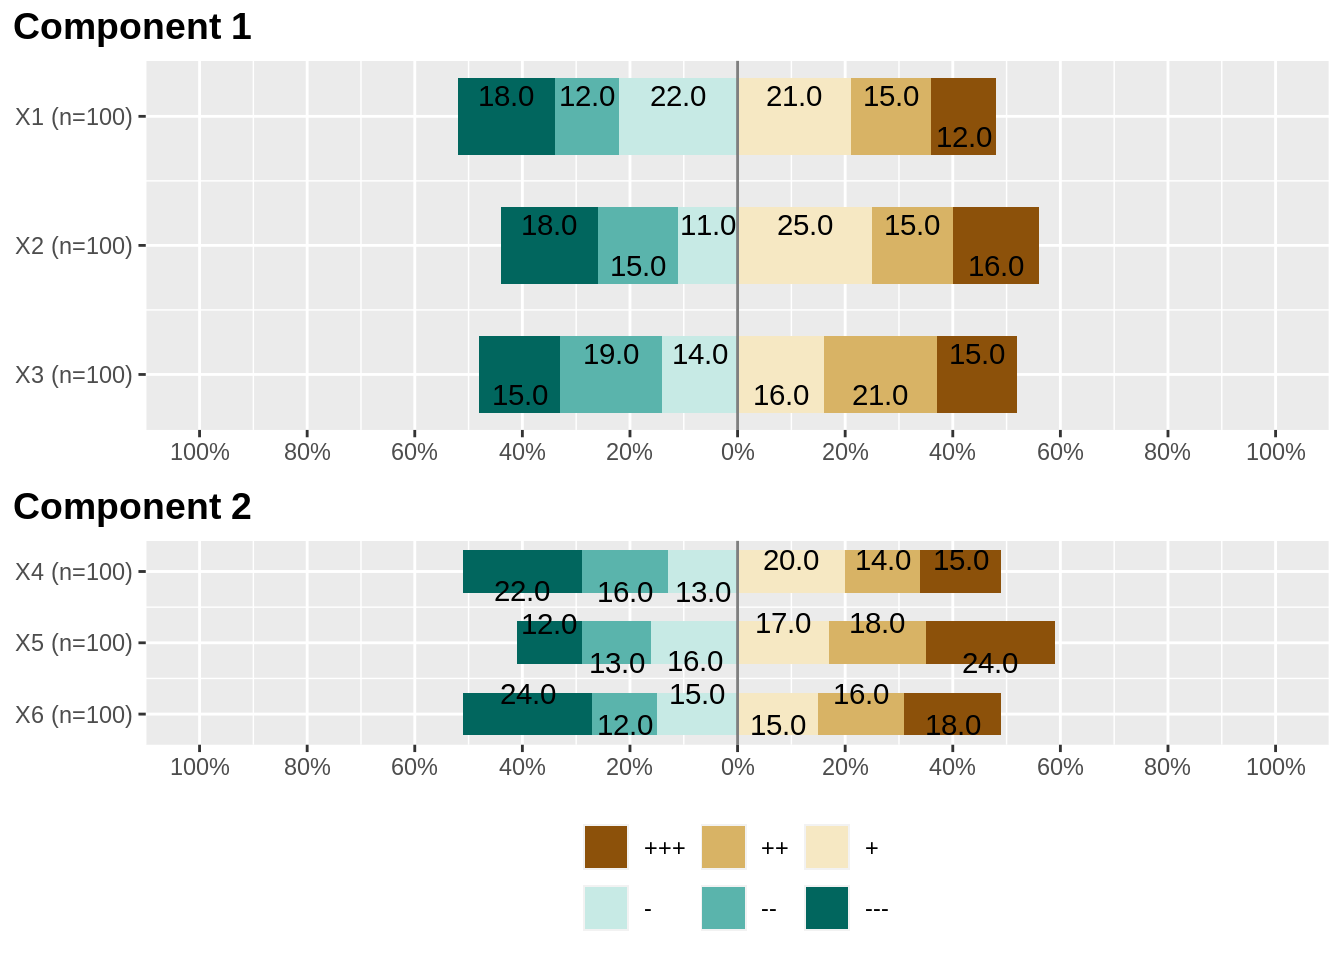 Component 1
X1 (n=100)
18.0 12.0 22.0 21.0 15.0 12.0
X2 (n=100)
18.0 15.0 11.0 25.0 15.0 16.0
X3 (n=100)
15.0 19.0 14.0 16.0 21.0 15.0
100% 80% 60% 40% 20% 0% 20% 40% 60% 80% 100%
Component 2
X4 (n=100)
22.0 16.0 13.0 20.0 14.0 15.0
X5 (n=100)
12.0 13.0 16.0 17.0 18.0 24.0
X6 (n=100)
24.0 12.0 15.0 15.0 16.0 18.0
100% 80% 60% 40% 20% 0% 20% 40% 60% 80% 100%
+++ ++ +
- -- ---